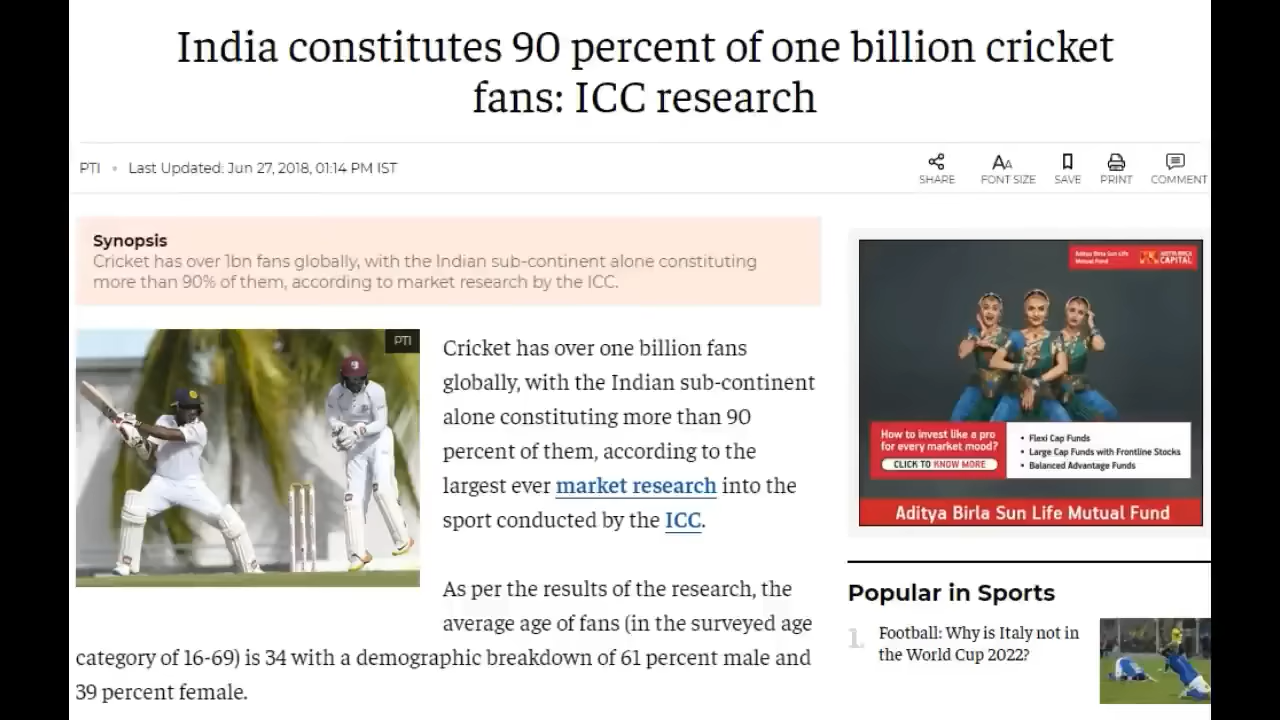 India constitutes 90 percent of one billion cricket
fans: ICC research
PTI • Last Updated: Jun 27, 2018, 01:14 PM IST
SHARE
AA
FONT SIZE
SAVE
PRINT
COMMENT
Synopsis
Cricket has over 1bn fans globally, with the Indian sub-continent alone constituting
more than 90% of them, according to market research by the ICC.
PTI
Cricket has over one billion fans
globally, with the Indian sub-continent
alone constituting more than 90
percent of them, according to the
largest ever market research into the
sport conducted by the ICC.
As per the results of the research, the
average age of fans (in the surveyed age
category of 16-69) is 34 with a demographic breakdown of 61 percent male and
39 percent female.
Aditya Birla Sun Life
Mutual Fund
ADITYA BIRLA
CAPITAL
How to invest like a pro
for every market mood?
CLICK TO KNOW MORE
• Flexi Cap Funds
• Large Cap Funds with Frontline Stocks
• Balanced Advantage Funds
Aditya Birla Sun Life Mutual Fund
Popular in Sports
1.
Football: Why is Italy not in
the World Cup 2022?